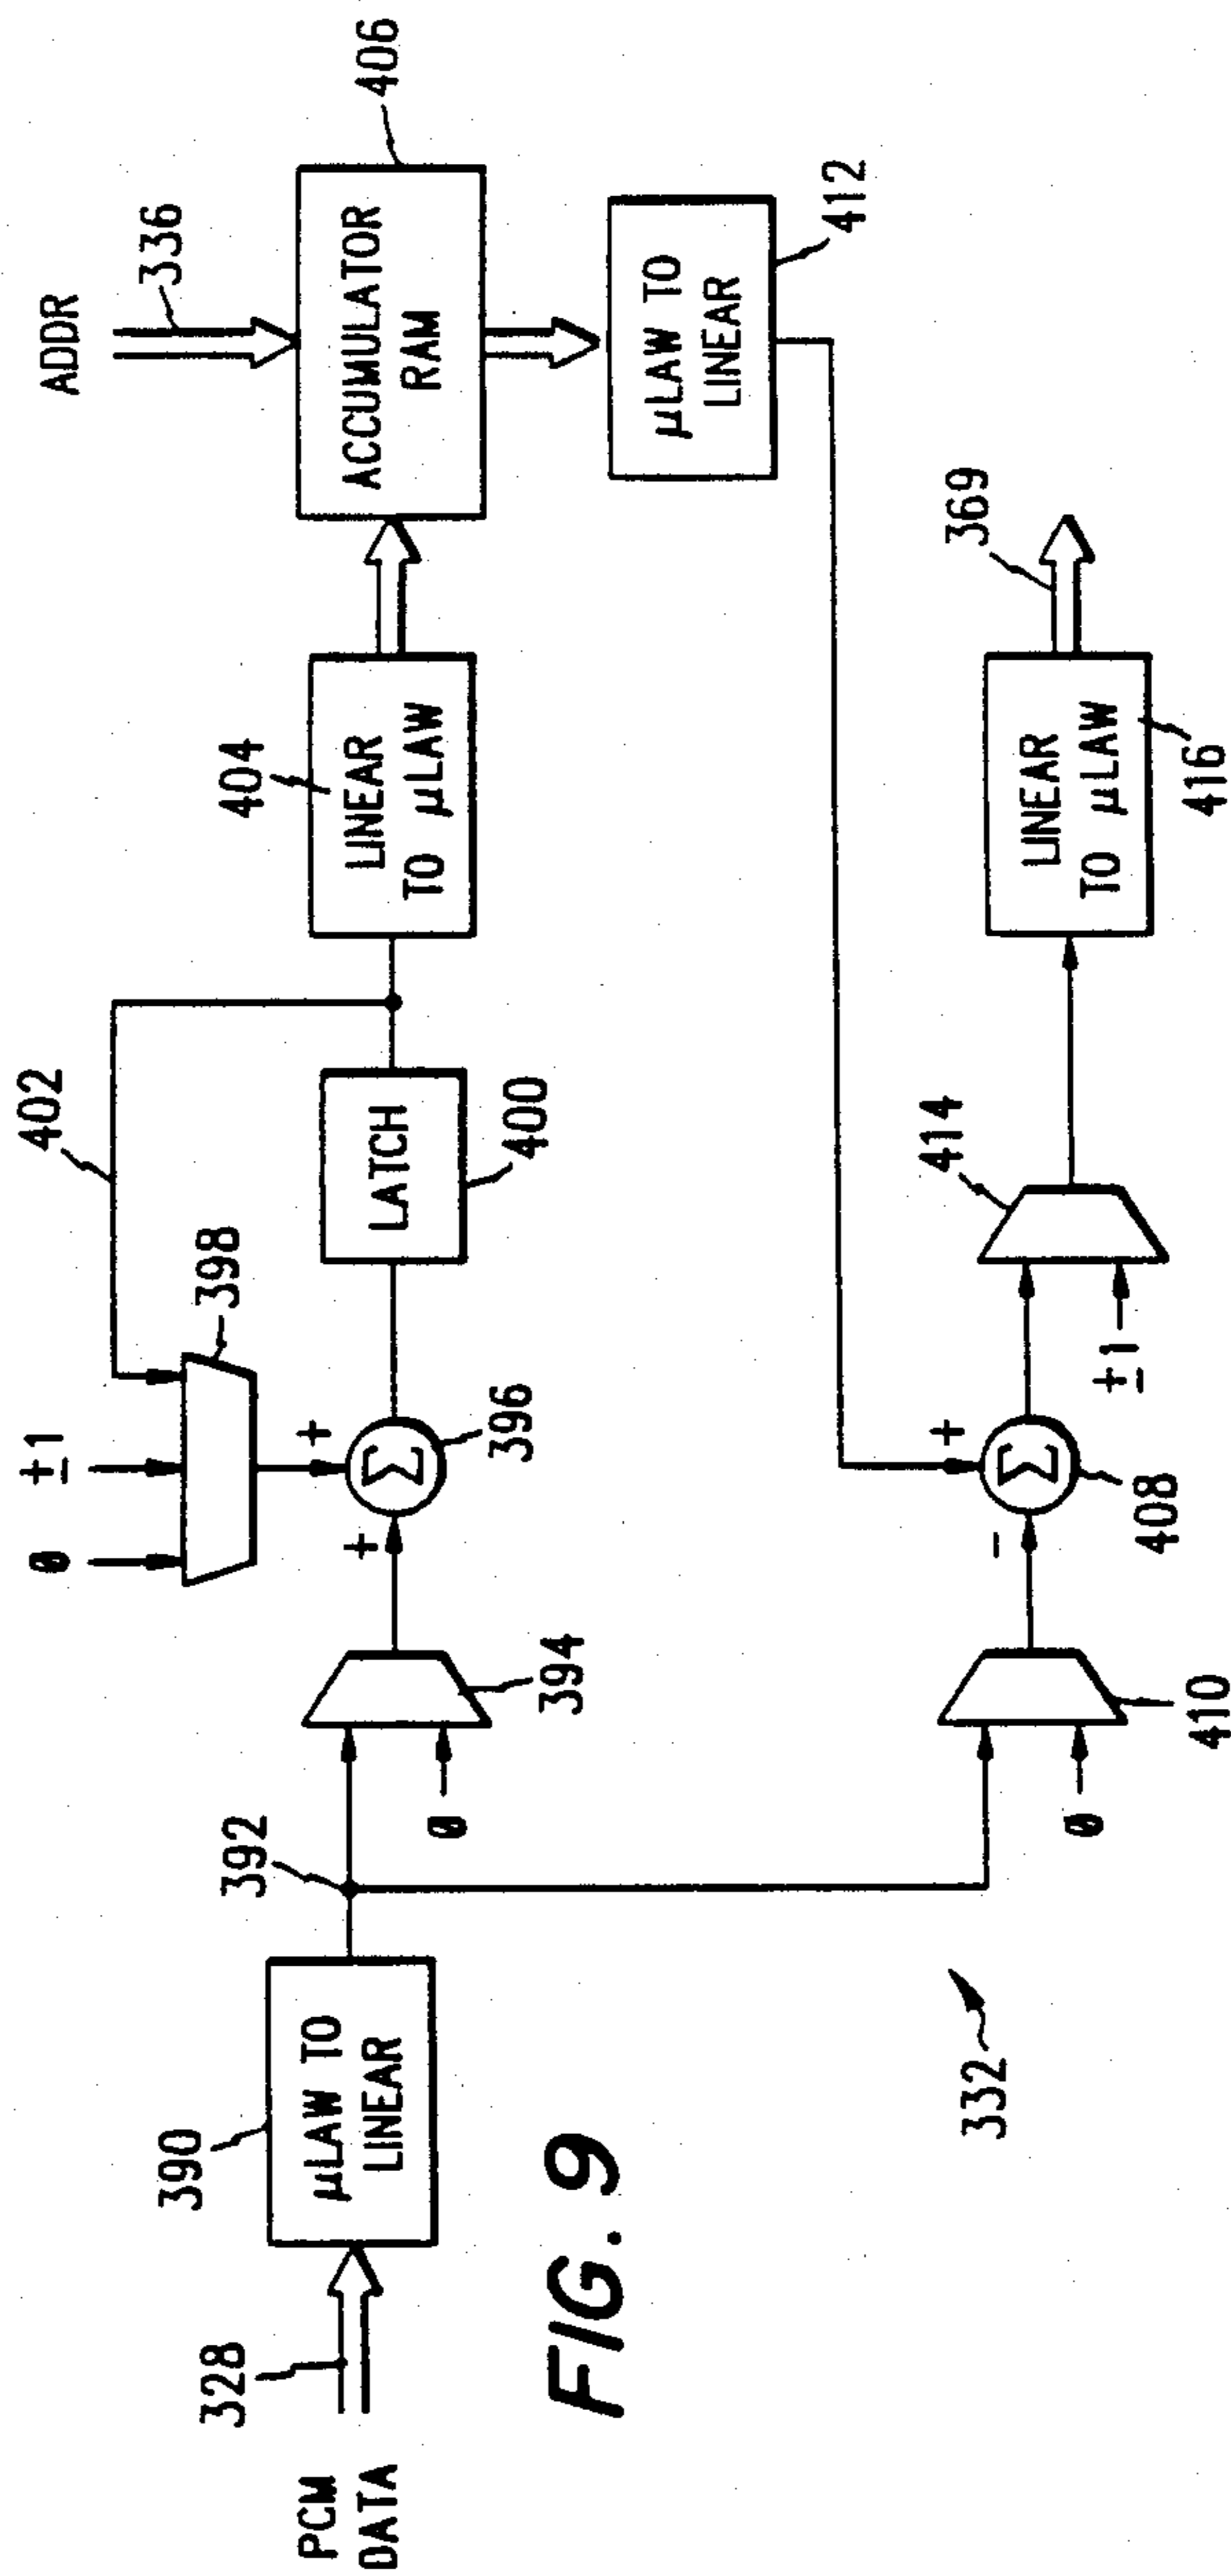 PCM
DATA
328
390
µLAW TO
LINEAR
392
394
0
0
±1
398
402
+
+
Σ
396
LATCH
400
404
LINEAR
TO µLAW
ADDR
336
ACCUMULATOR
RAM
406
µLAW TO
LINEAR
412
332
0
410
-
+
Σ
408
±1
414
LINEAR
TO µLAW
416
369
FIG. 9